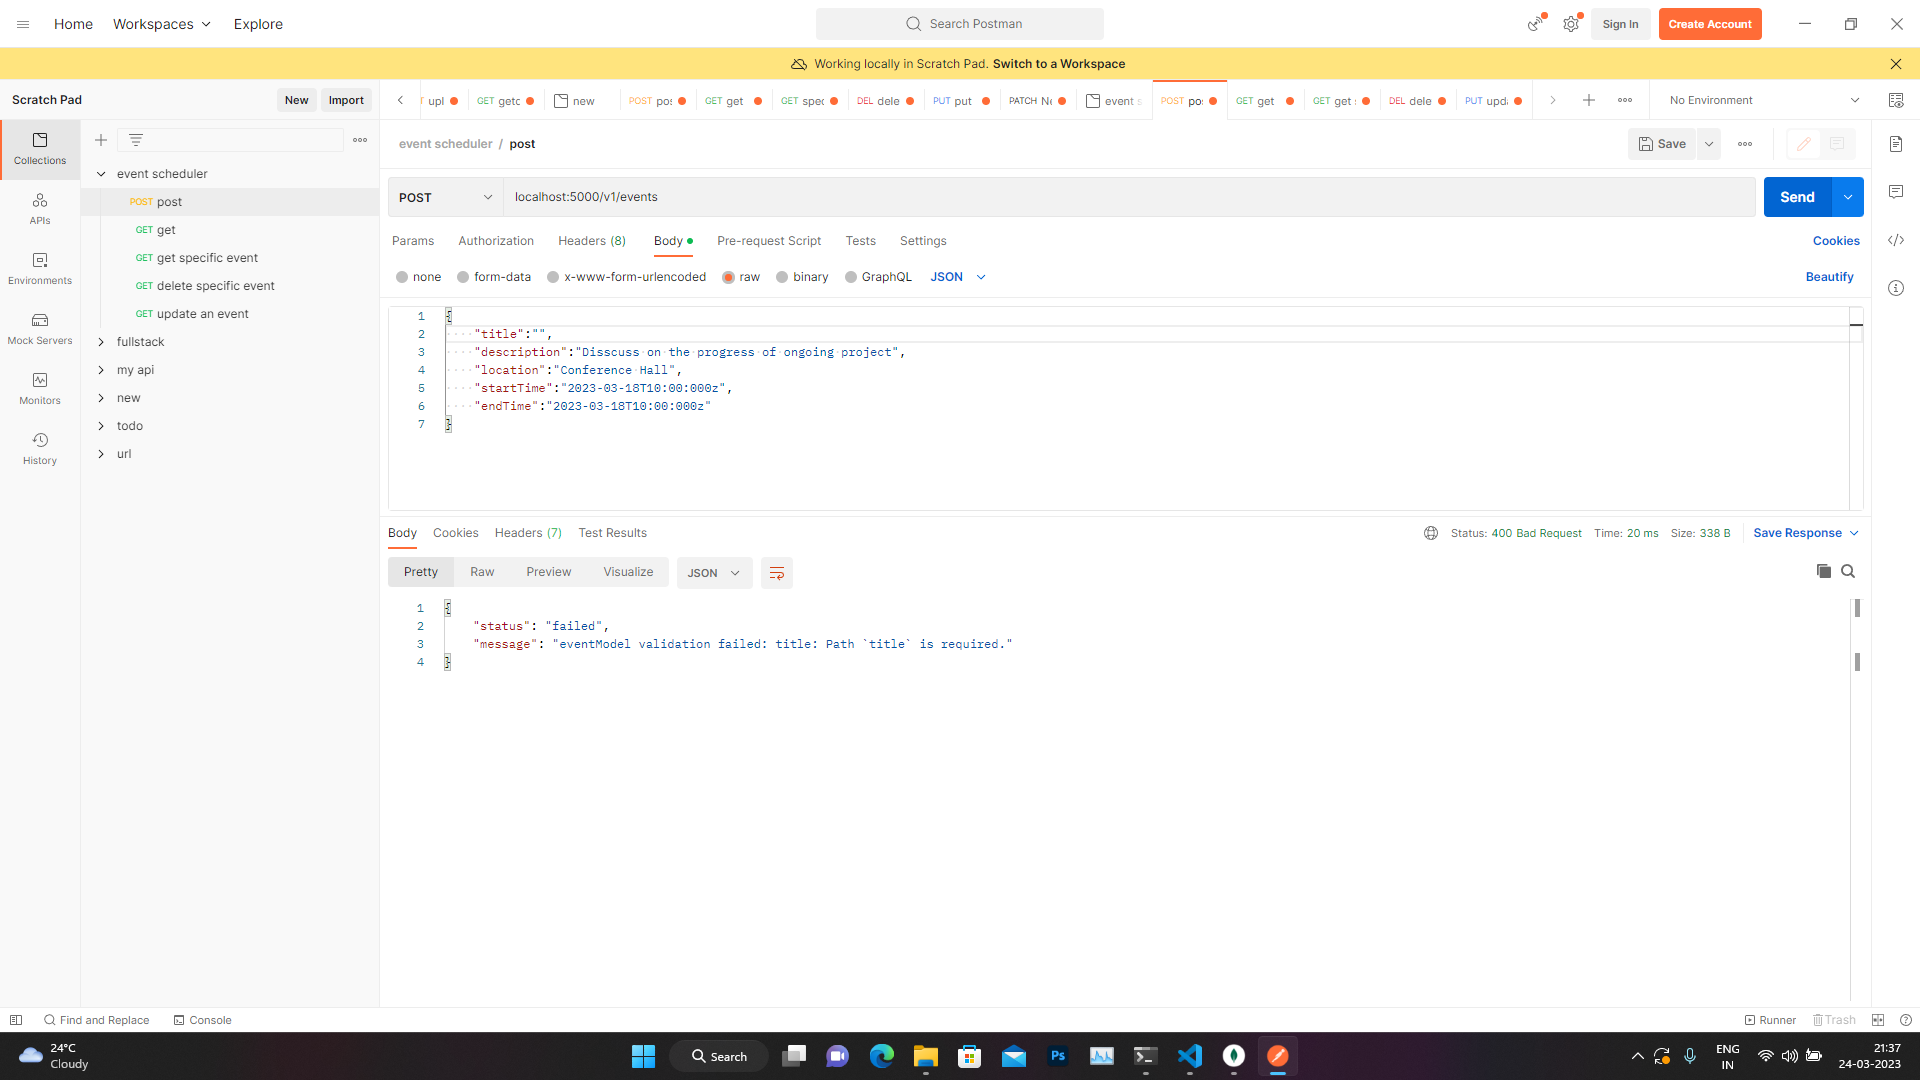 Home Workspaces Explore Search Postman Sign In Create Account
Working locally in Scratch Pad. Switch to a Workspace
Scratch Pad New Import
upl GET getc new POST po: GET get GET spec DEL dele PUT put PATCH Ne event s POST po: GET get GET get DEL dele PUT upd No Environment
Collections
APIs
Environments
Mock Servers
Monitors
History
event scheduler
POST post
GET get
GET get specific event
GET delete specific event
GET update an event
fullstack
my api
new
todo
url
event scheduler / post Save
POST localhost:5000/v1/events Send
Params Authorization Headers (8) Body Pre-request Script Tests Settings Cookies
none form-data x-www-form-urlencoded raw binary GraphQL JSON Beautify
1 {
2 "title":"",
3 "description":"Disscuss on the progress of ongoing project",
4 "location":"Conference Hall",
5 "startTime":"2023-03-18T10:00:000z",
6 "endTime":"2023-03-18T10:00:000z"
7 }
Body Cookies Headers (7) Test Results Status: 400 Bad Request Time: 20 ms Size: 338 B Save Response
Pretty Raw Preview Visualize JSON
1 {
2 "status": "failed",
3 "message": "eventModel validation failed: title: Path `title` is required."
4 }
Find and Replace Console Runner Trash
24°C
Cloudy
Search
Ps
ENG
IN
21:37
24-03-2023